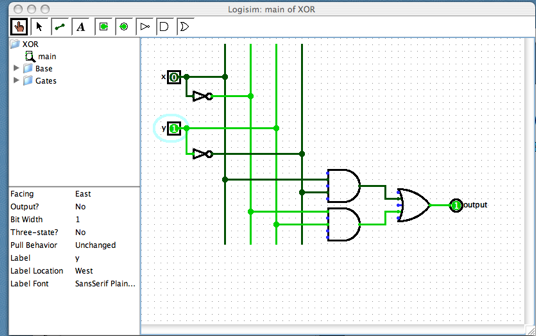 Logisim: main of XOR
A
XOR
main
Base
Gates
x 0
y 1
1 output
Facing East
Output? No
Bit Width 1
Three-state? No
Pull Behavior Unchanged
Label y
Label Location West
Label Font SansSerif Plain...